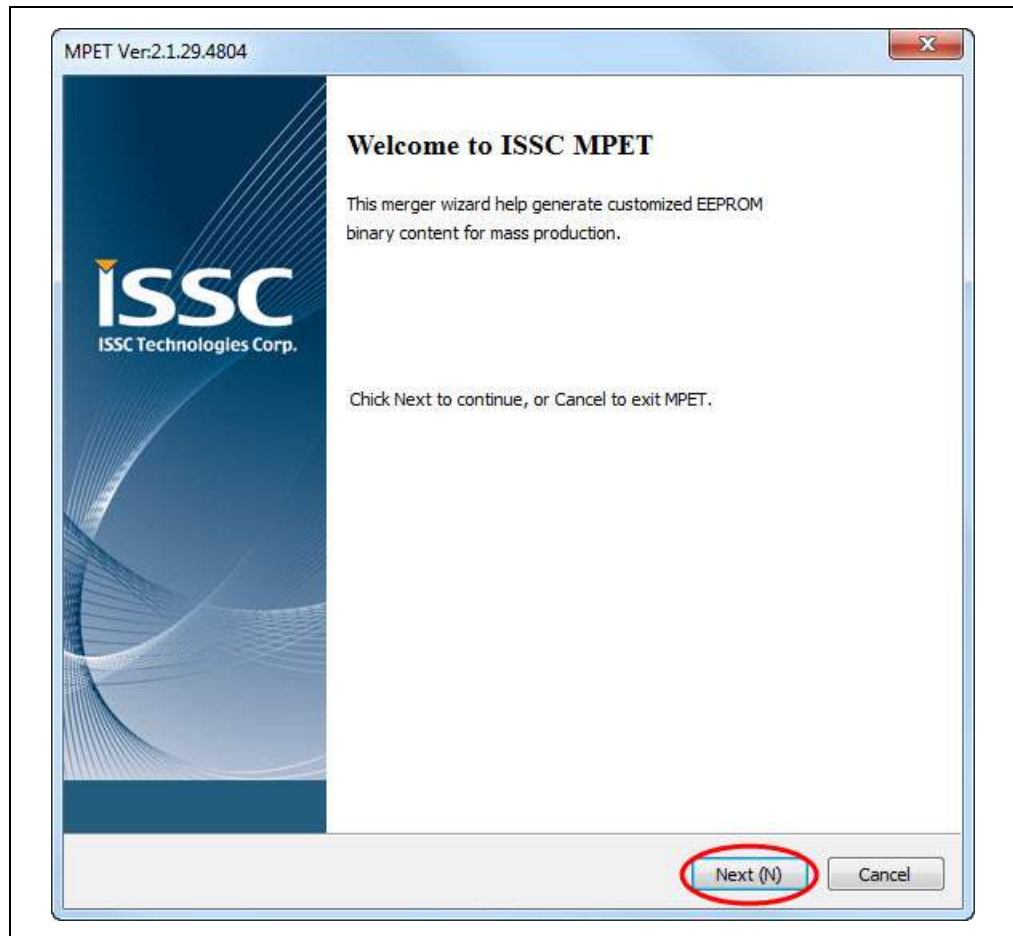 MPET Ver:2.1.29.4804
Welcome to ISSC MPET
This merger wizard help generate customized EEPROM
binary content for mass production.
ISSC
ISSC Technologies Corp.
Chick Next to continue, or Cancel to exit MPET.
Next (N)
Cancel